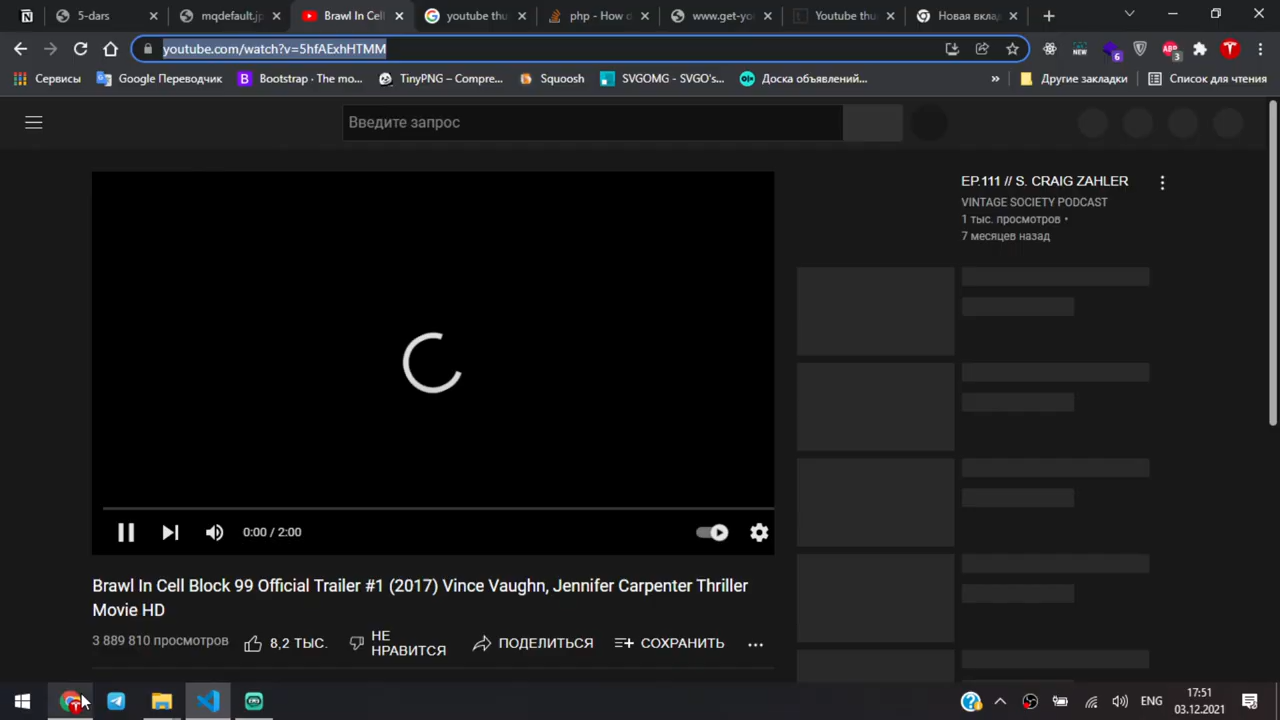 5-dars
mqdefault.jp
Brawl In Cell
youtube thu
php - How d
www.get-yo
Youtube thu
Новая вклад
youtube.com/watch?v=5hfAExhHTMM
NEW
6
ABP
3
Сервисы
Google Переводчик
Bootstrap · The mo...
TinyPNG – Compre...
Squoosh
SVGOMG - SVGO's...
Доска объявлений...
»
Другие закладки
Список для чтения
Введите запрос
EP.111 // S. CRAIG ZAHLER
VINTAGE SOCIETY PODCAST
1 тыс. просмотров •
7 месяцев назад
0:00 / 2:00
Brawl In Cell Block 99 Official Trailer #1 (2017) Vince Vaughn, Jennifer Carpenter Thriller
Movie HD
3 889 810 просмотров
8,2 ТЫС.
НЕ
НРАВИТСЯ
ПОДЕЛИТЬСЯ
СОХРАНИТЬ
ENG
17:51
03.12.2021